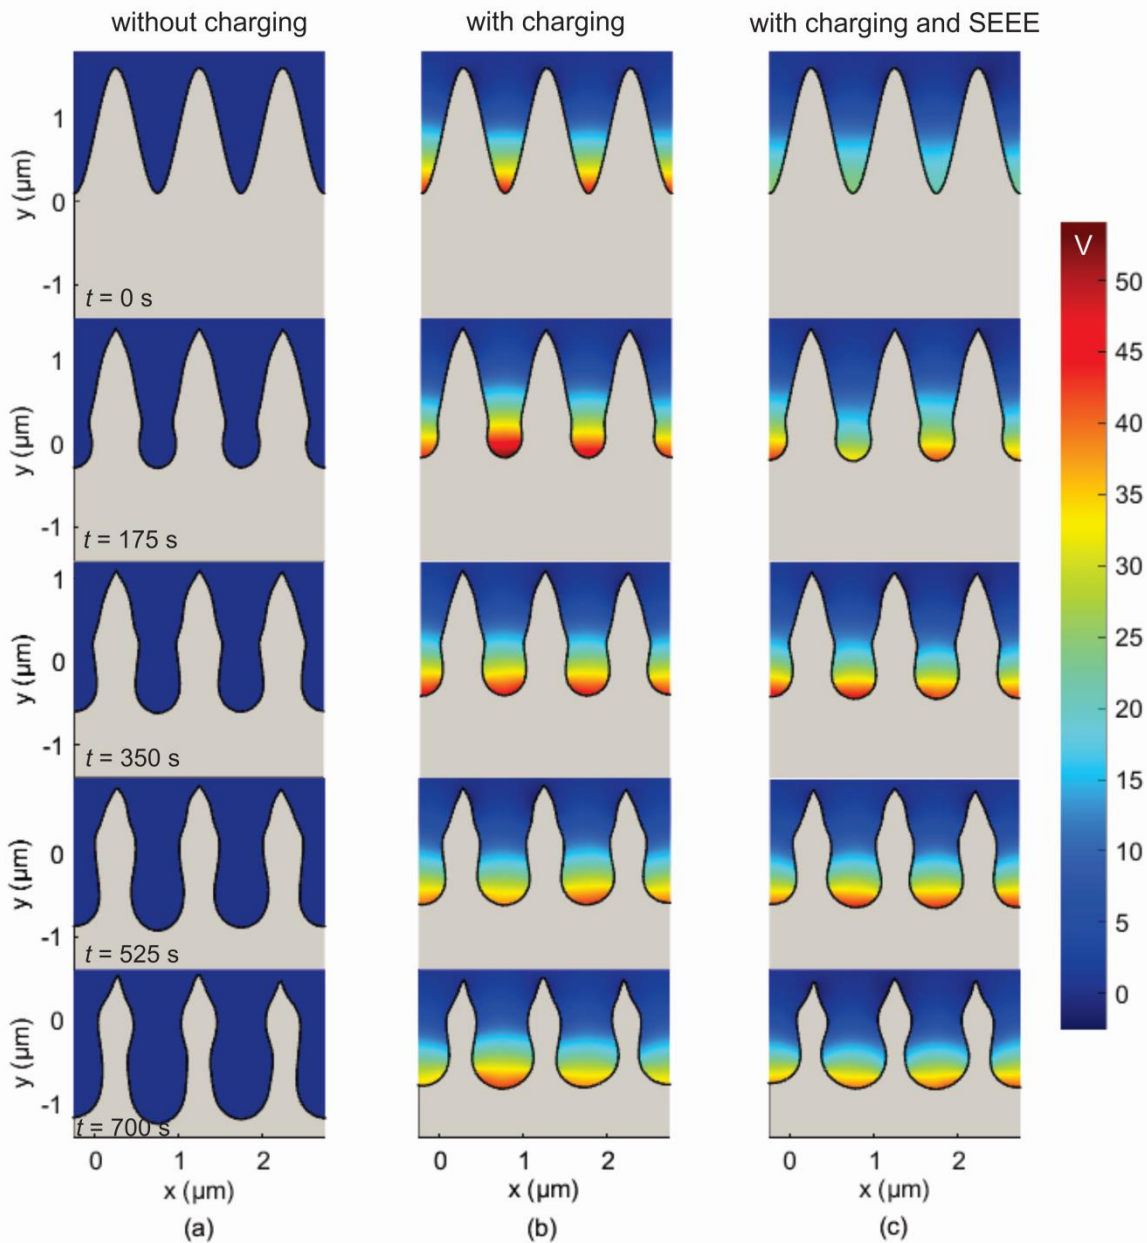 without charging
with charging
with charging and SEEE
y (µm)
1
0
-1
t = 0 s
y (µm)
1
0
-1
t = 175 s
y (µm)
1
0
-1
t = 350 s
y (µm)
0
-1
t = 525 s
y (µm)
0
-1
t = 700 s
0 1 2
x (µm)
(a)
0 1 2
x (µm)
(b)
0 1 2
x (µm)
(c)
V
50
45
40
35
30
25
20
15
10
5
0